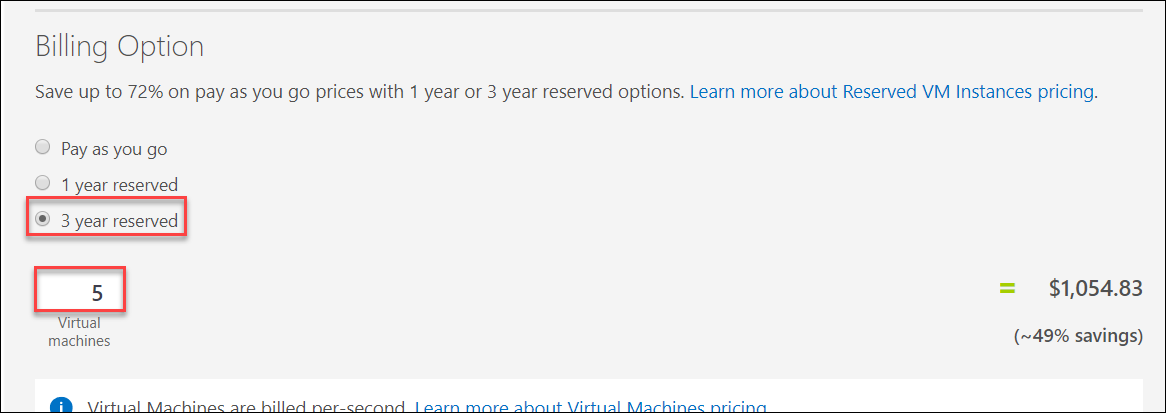 Billing Option
Save up to 72% on pay as you go prices with 1 year or 3 year reserved options. Learn more about Reserved VM Instances pricing.
Pay as you go
1 year reserved
3 year reserved
5
Virtual
machines
= $1,054.83
(~49% savings)
i Virtual Machines are billed per-second. Learn more about Virtual Machines pricing